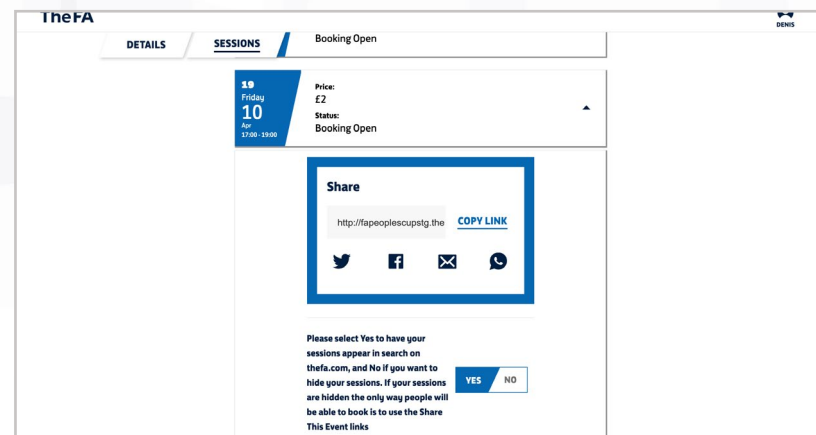 TheFA
DENIS
DETAILS
SESSIONS
Booking Open
19
Friday
10
Apr
17:00 - 19:00
Price:
£2
Status:
Booking Open
Share
http://fapeoplescupstg.the
COPY LINK
Please select Yes to have your
sessions appear in search on
thefa.com, and No if you want to
hide your sessions. If your sessions
are hidden the only way people will
be able to book is to use the Share
This Event links
YES
NO